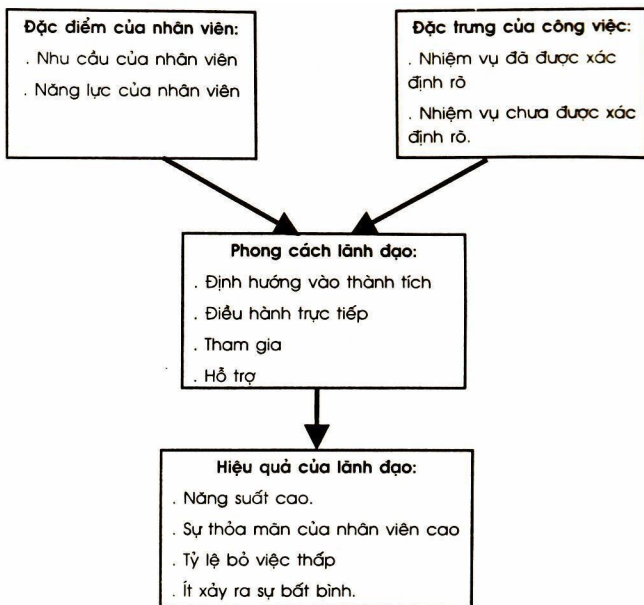 Đặc điểm của nhân viên:
. Nhu cầu của nhân viên
. Năng lực của nhân viên
Đặc trưng của công việc:
. Nhiệm vụ đã được xác
định rõ
. Nhiệm vụ chưa được xác
định rõ.
Phong cách lãnh đạo:
. Định hướng vào thành tích
. Điều hành trực tiếp
. Tham gia
. Hỗ trợ
Hiệu quả của lãnh đạo:
. Năng suất cao.
. Sự thỏa mãn của nhân viên cao
. Tỷ lệ bỏ việc thấp
. Ít xảy ra sự bất bình.